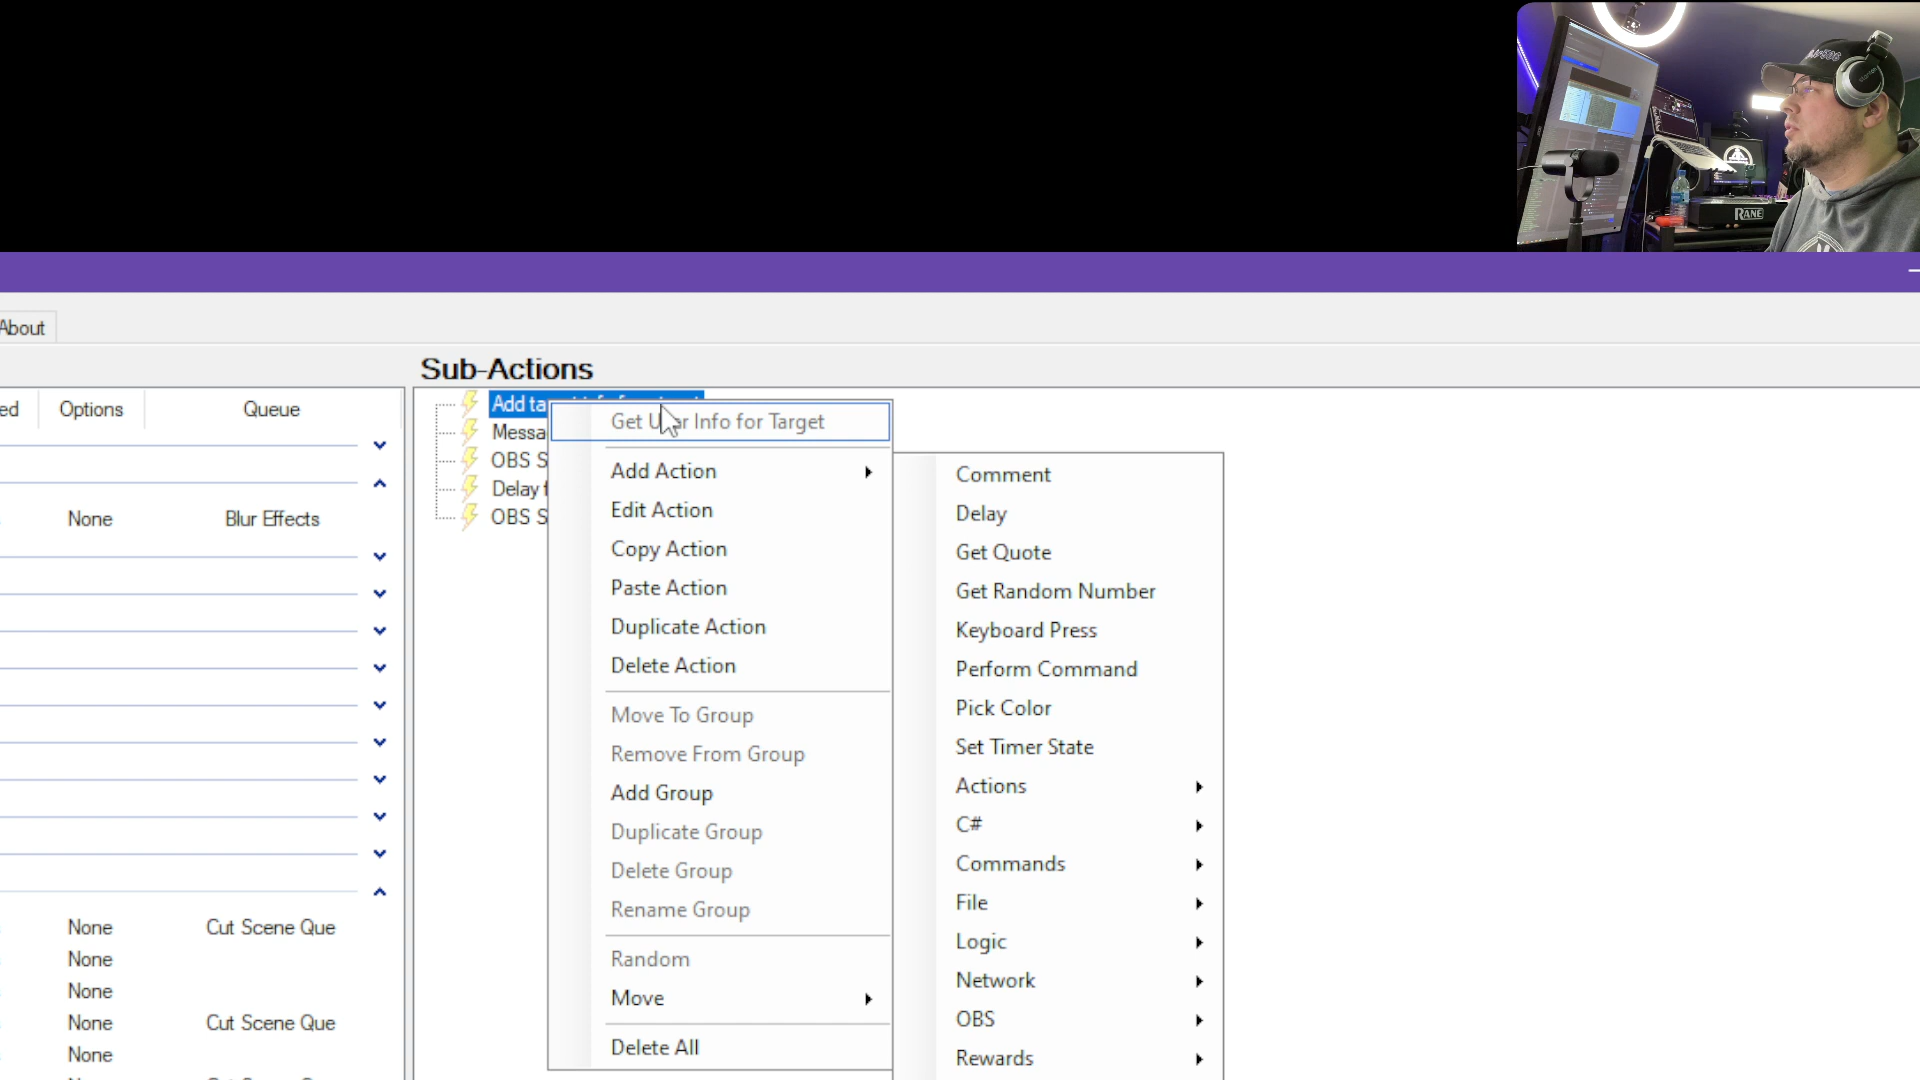 RANE
About
Sub-Actions
ed Options Queue
Add ta
Messa
OBS S
Delay
OBS S
None Blur Effects
None Cut Scene Que
None
None
None Cut Scene Que
None
Get User Info for Target
Add Action
Edit Action
Copy Action
Paste Action
Duplicate Action
Delete Action
Move To Group
Remove From Group
Add Group
Duplicate Group
Delete Group
Rename Group
Random
Move
Delete All
Comment
Delay
Get Quote
Get Random Number
Keyboard Press
Perform Command
Pick Color
Set Timer State
Actions
C#
Commands
File
Logic
Network
OBS
Rewards